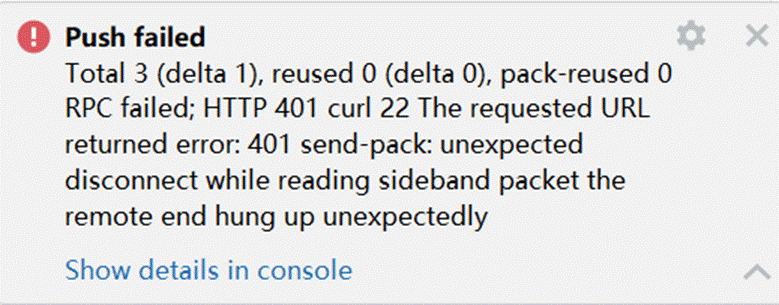 Push failed
Total 3 (delta 1), reused 0 (delta 0), pack-reused 0
RPC failed; HTTP 401 curl 22 The requested URL
returned error: 401 send-pack: unexpected
disconnect while reading sideband packet the
remote end hung up unexpectedly
Show details in console